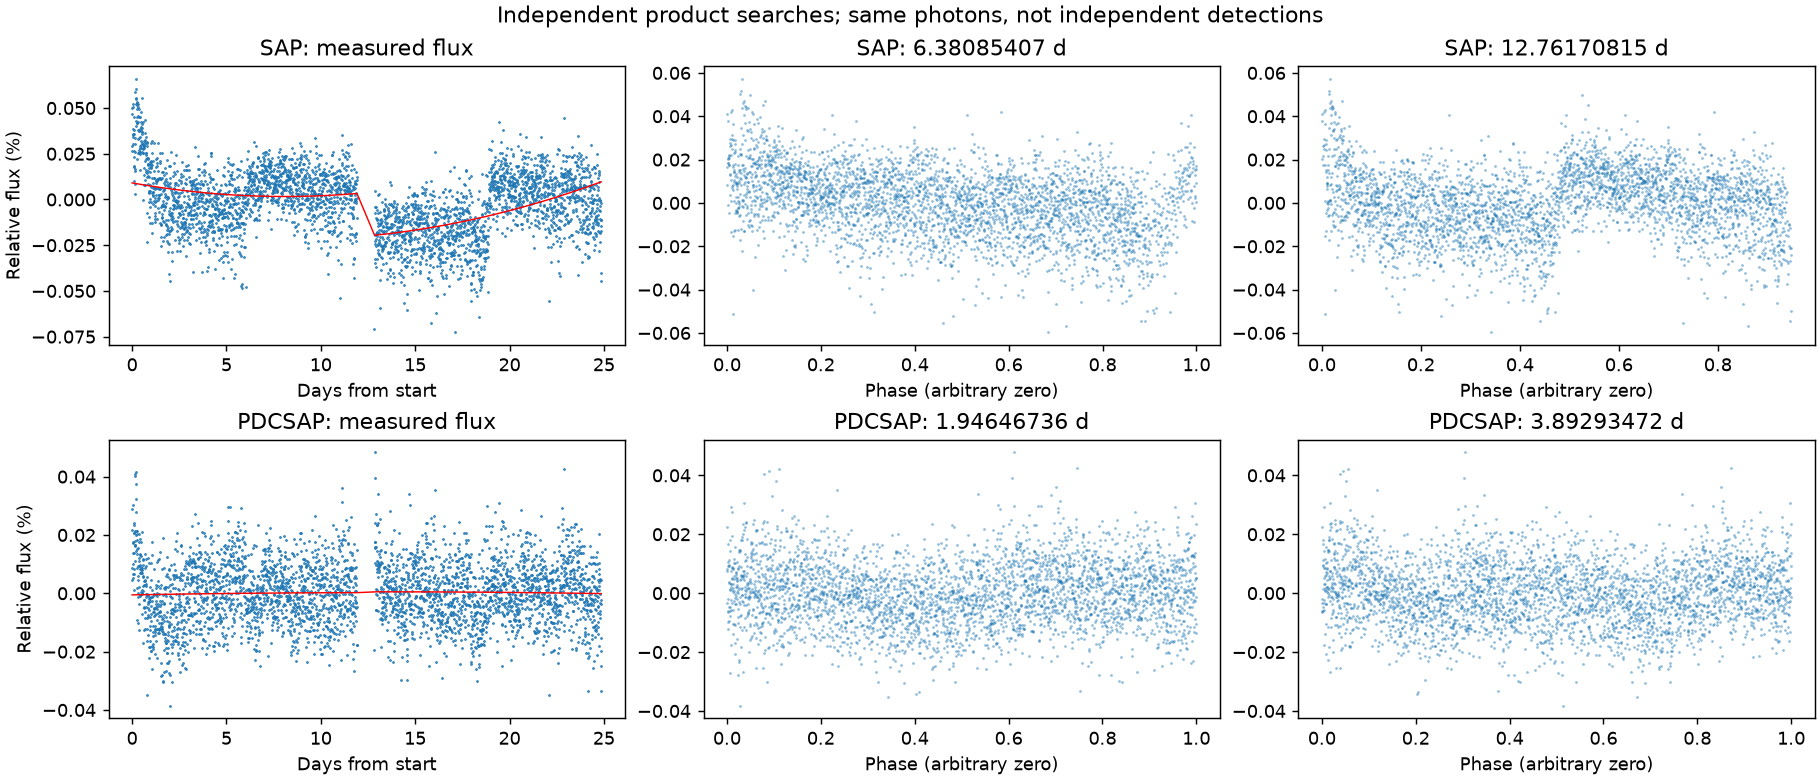 Independent product searches; same photons, not independent detections
SAP: measured flux
SAP: 6.38085407 d
SAP: 12.76170815 d
Relative flux (%)
0.050
0.025
0.000
−0.025
−0.050
−0.075
0 5 10 15 20 25
Days from start
0.06
0.04
0.02
0.00
−0.02
−0.04
−0.06
0.0 0.2 0.4 0.6 0.8 1.0
Phase (arbitrary zero)
0.06
0.04
0.02
0.00
−0.02
−0.04
−0.06
0.0 0.2 0.4 0.6 0.8
Phase (arbitrary zero)
PDCSAP: measured flux
PDCSAP: 1.94646736 d
PDCSAP: 3.89293472 d
Relative flux (%)
0.04
0.02
0.00
−0.02
−0.04
0 5 10 15 20 25
Days from start
0.04
0.02
0.00
−0.02
−0.04
0.0 0.2 0.4 0.6 0.8 1.0
Phase (arbitrary zero)
0.04
0.02
0.00
−0.02
−0.04
0.0 0.2 0.4 0.6 0.8 1.0
Phase (arbitrary zero)